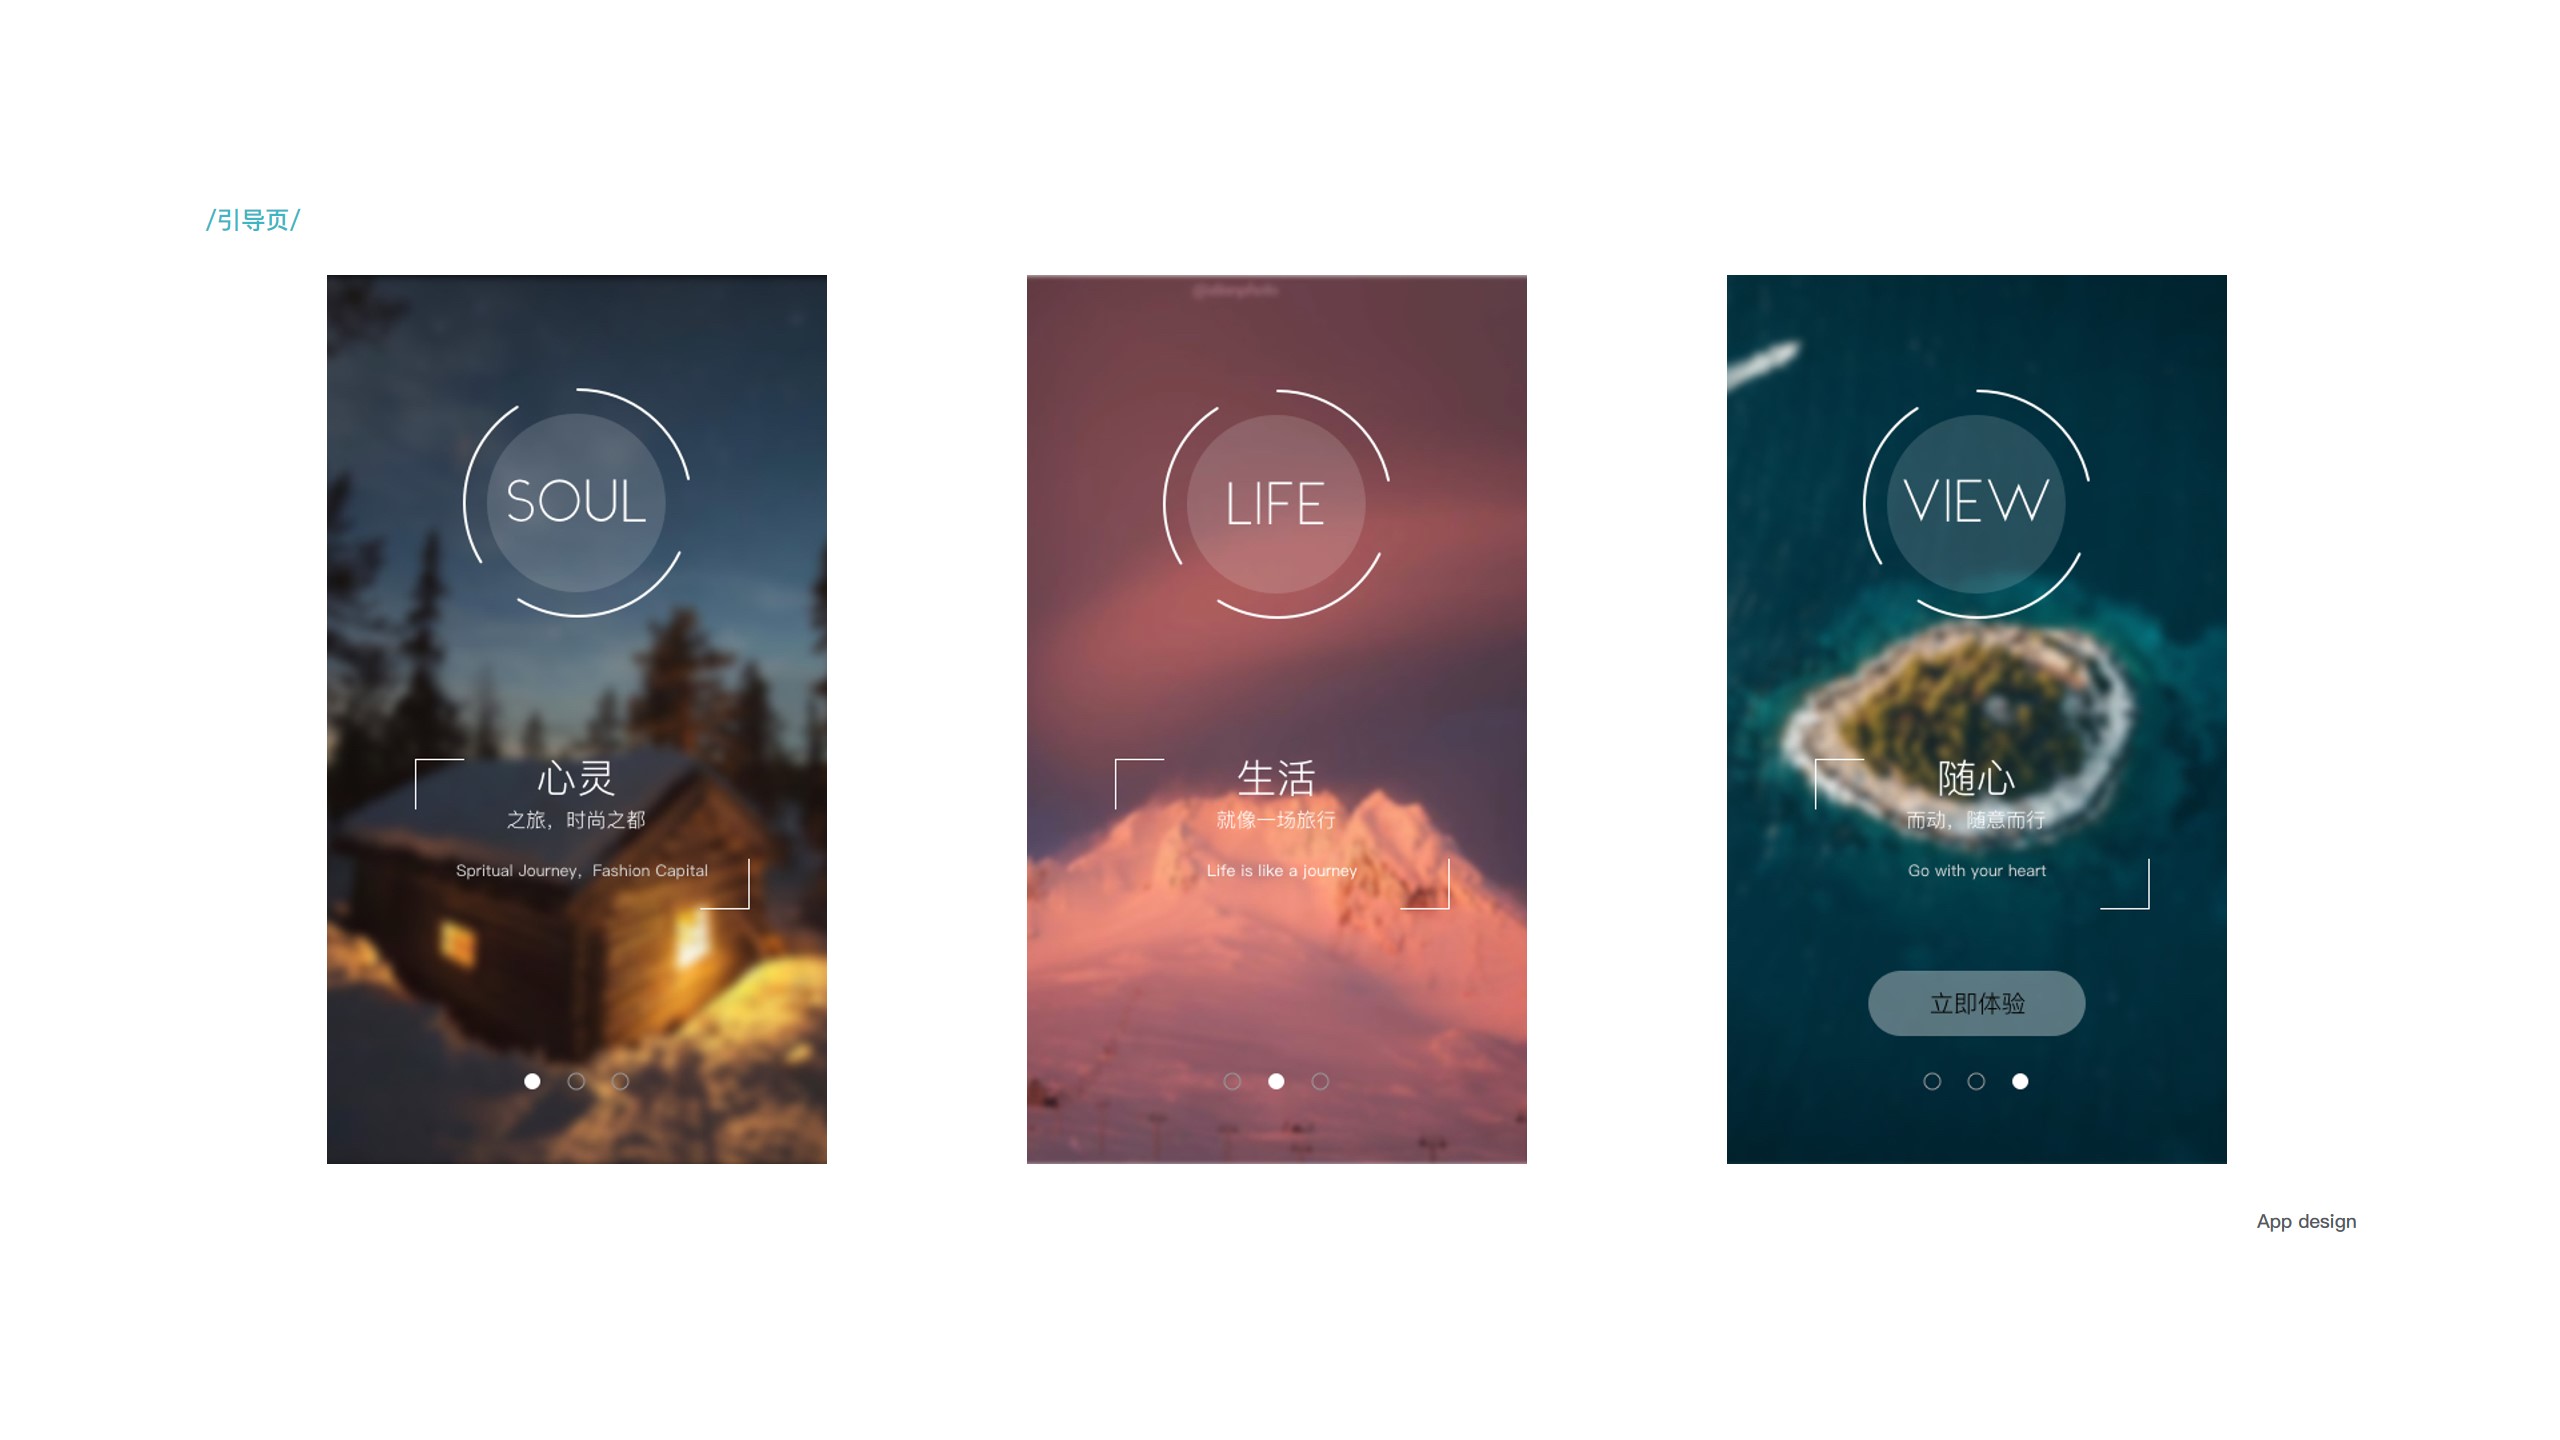 /引导页/
SOUL
心灵
之旅，时尚之都
Spritual Journey，Fashion Capital
LIFE
生活
就像一场旅行
Life is like a journey
VIEW
随心
而动，随意而行
Go with your heart
立即体验
App design